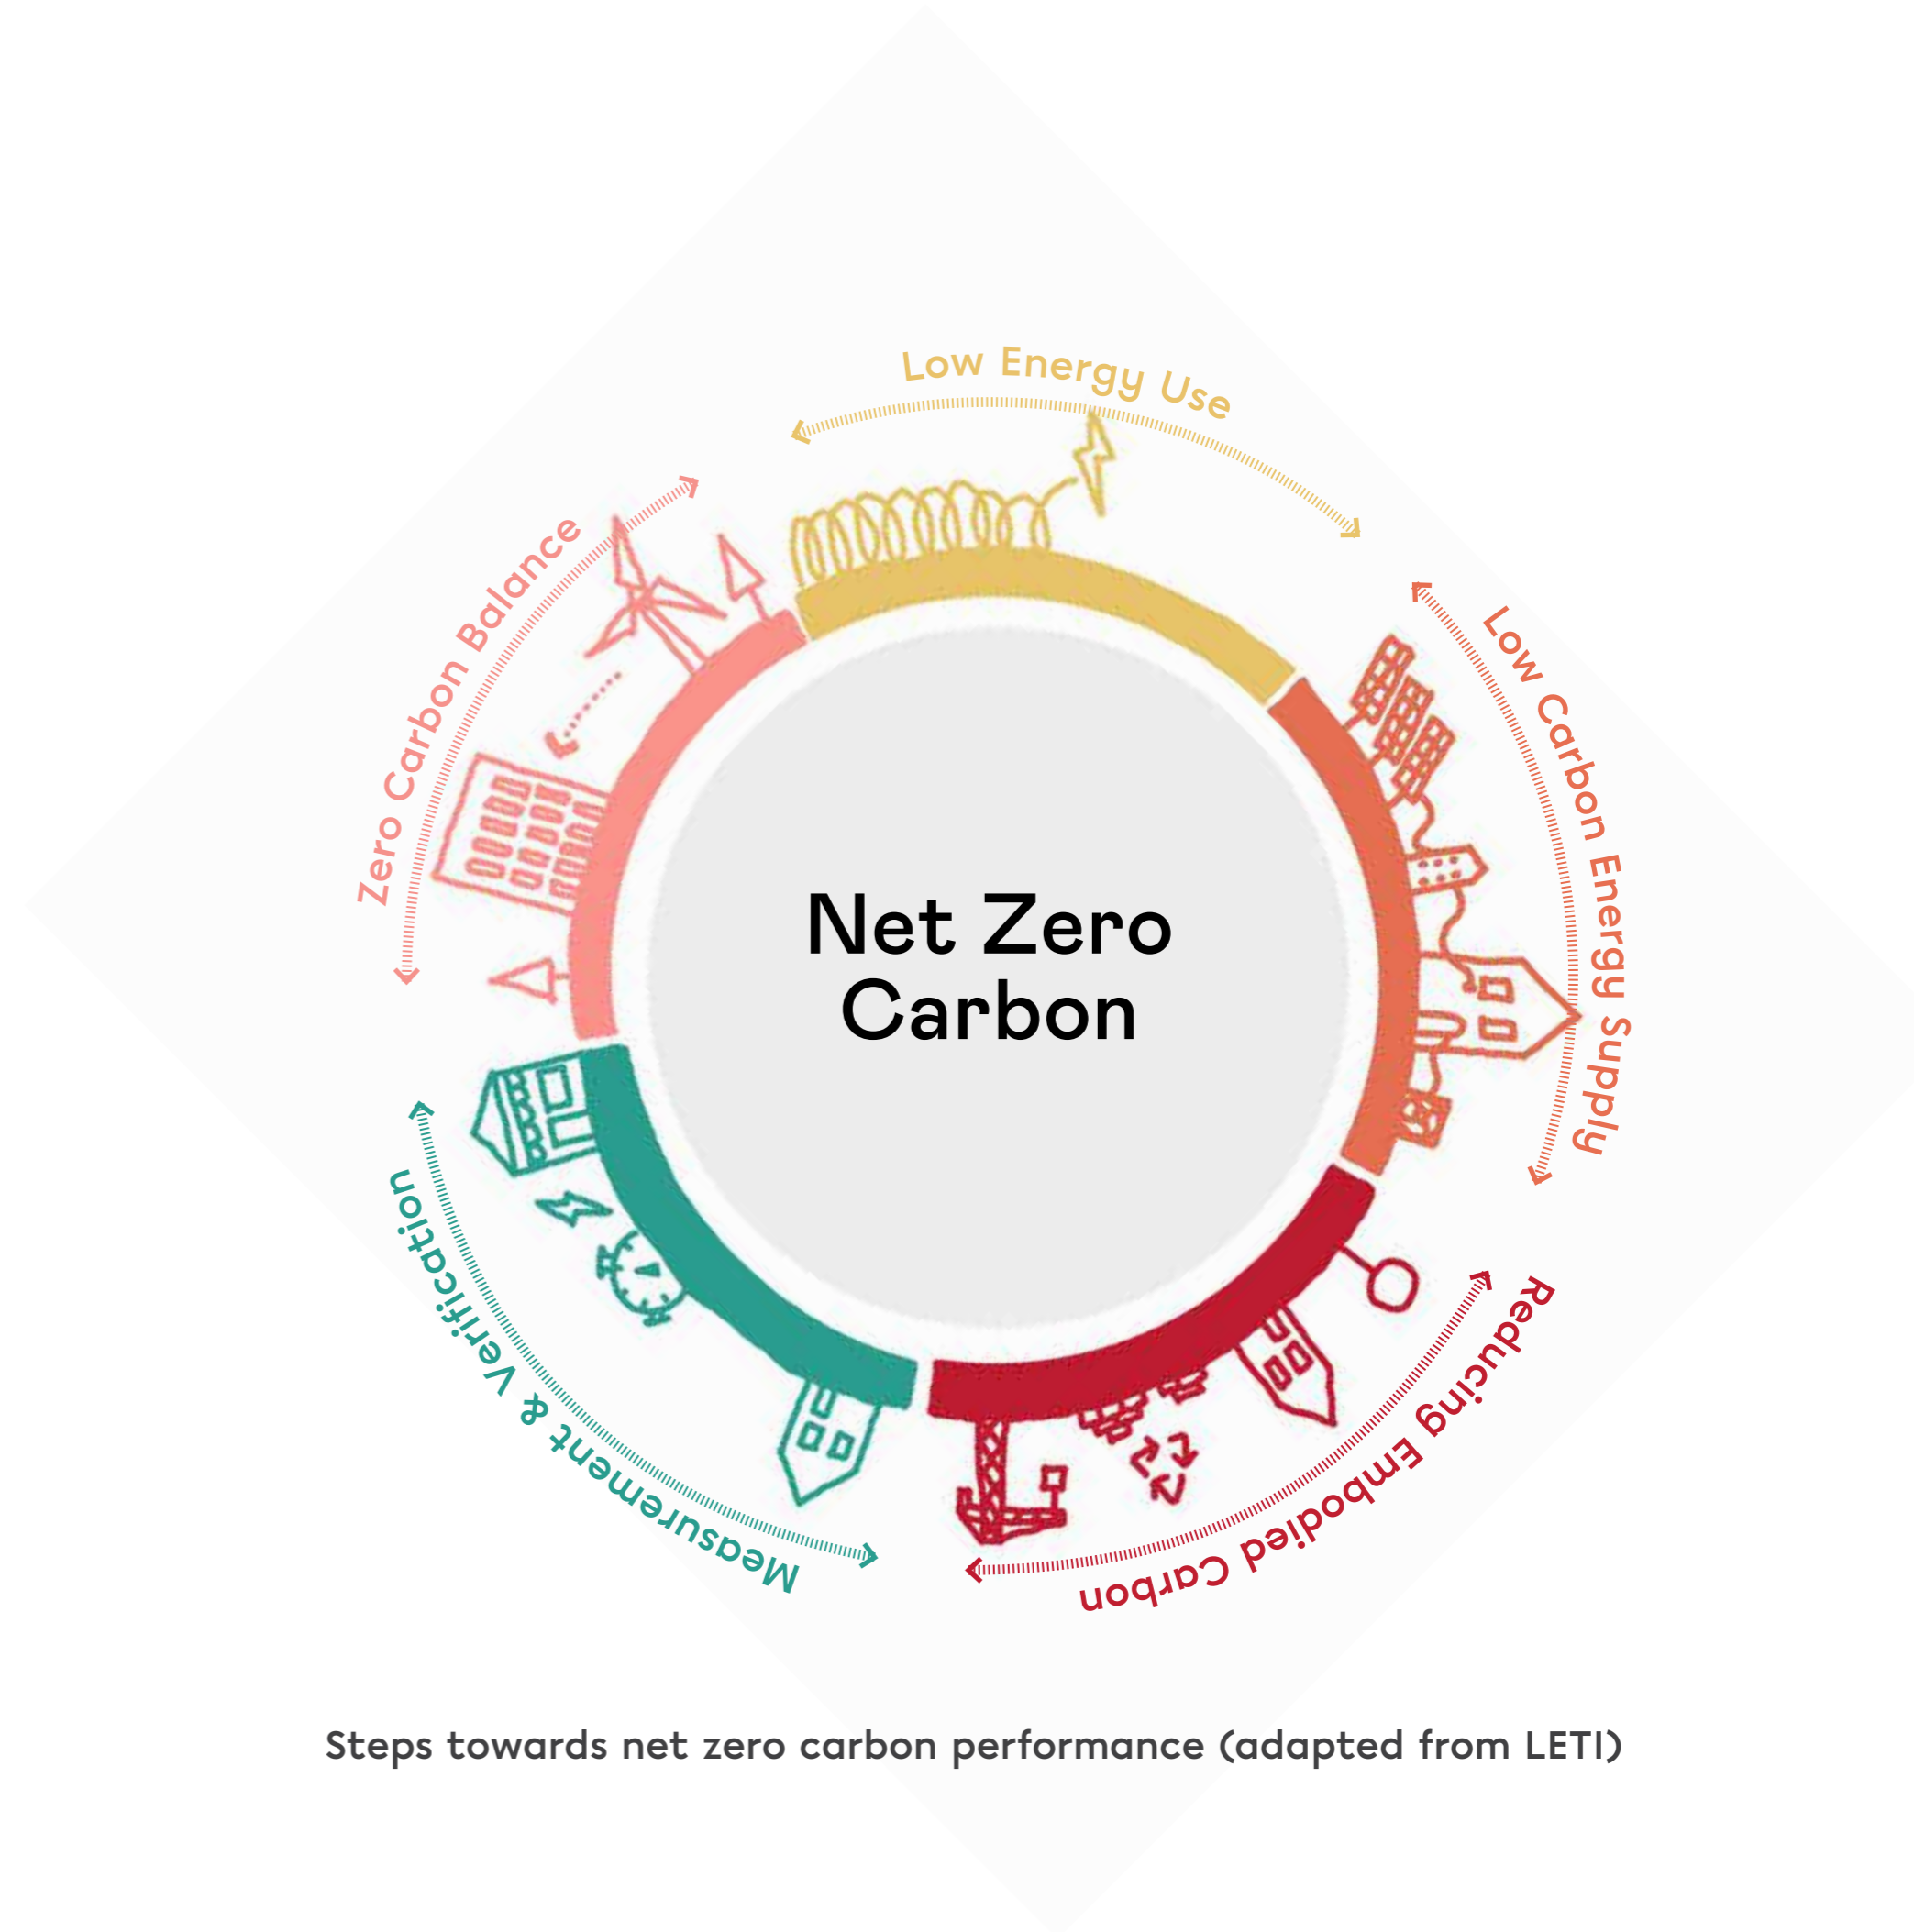 Low Energy Use
Low Carbon Energy Supply
Reducing Embodied Carbon
Measurement & Verification
Zero Carbon Balance
Net Zero
Carbon
Steps towards net zero carbon performance (adapted from LETI)